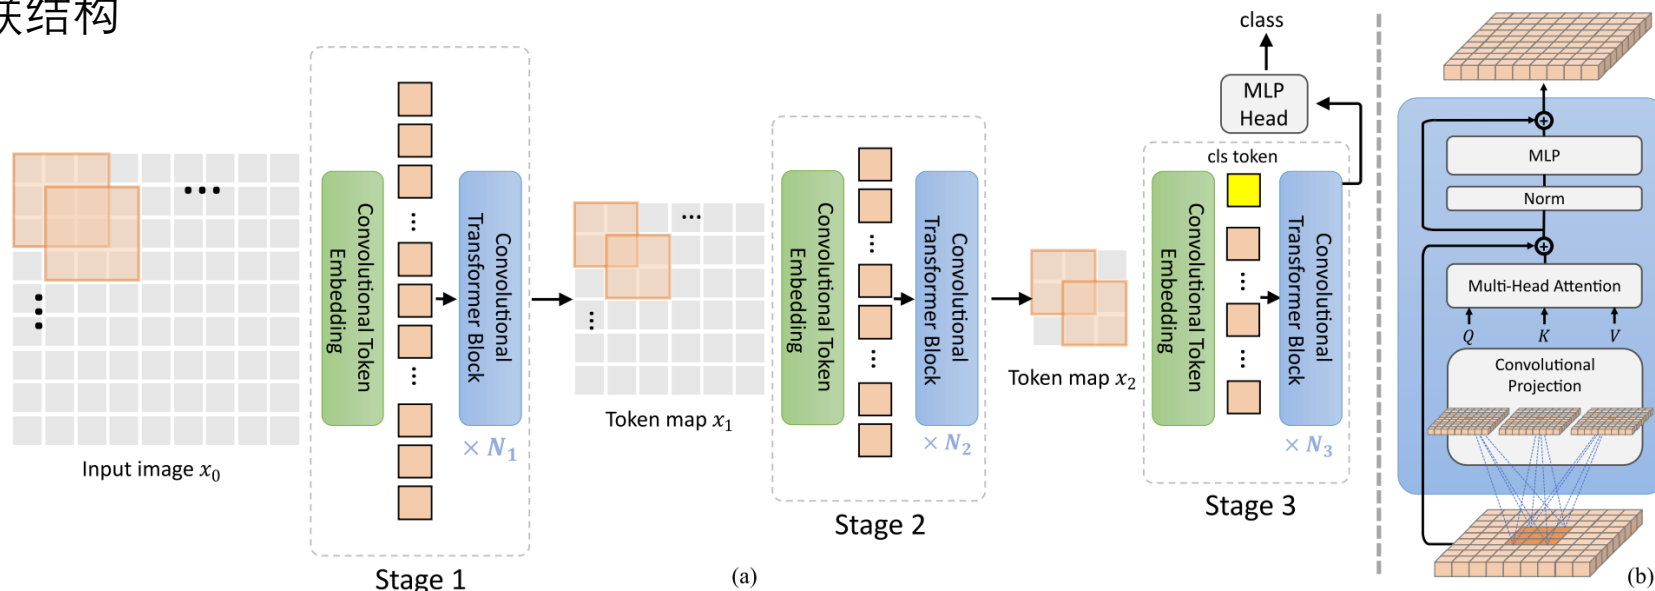 联结构
Input image x₀
Convolutional Token
Embedding
Convolutional
Transformer Block
× N₁
Stage 1
Token map x₁
Convolutional Token
Embedding
Convolutional
Transformer Block
× N₂
Stage 2
(a)
Token map x₂
class
MLP
Head
cls token
Convolutional Token
Embedding
Convolutional
Transformer Block
× N₃
Stage 3
MLP
Norm
Multi-Head Attention
Q K V
Convolutional
Projection
(b)